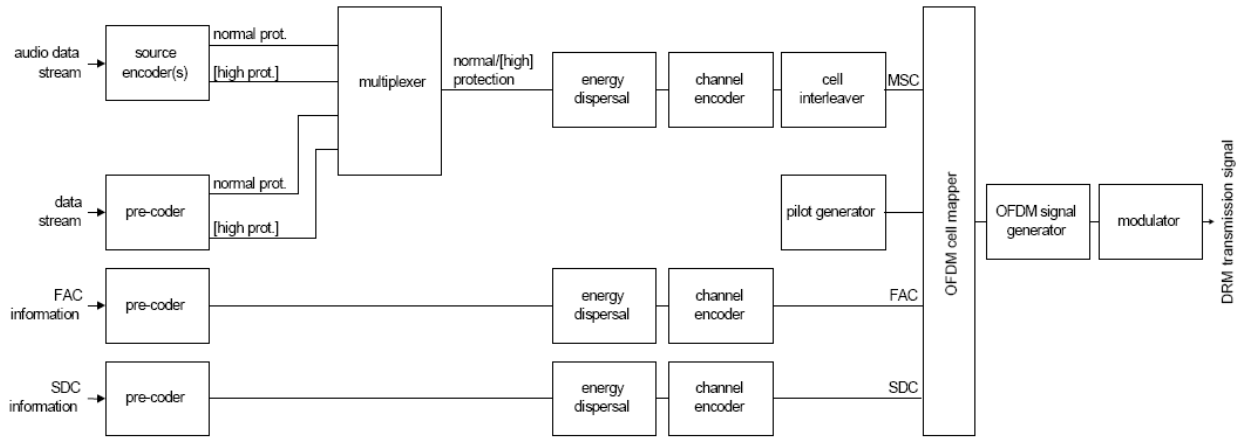 audio data
stream
source
encoder(s)
normal prot.
[high prot.]
multiplexer
normal/[high]
protection
energy
dispersal
channel
encoder
cell
interleaver
MSC
data
stream
pre-coder
normal prot.
[high prot.]
pilot generator
OFDM cell mapper
OFDM signal
generator
modulator
DRM transmission signal
FAC
information
pre-coder
energy
dispersal
channel
encoder
FAC
SDC
information
pre-coder
energy
dispersal
channel
encoder
SDC